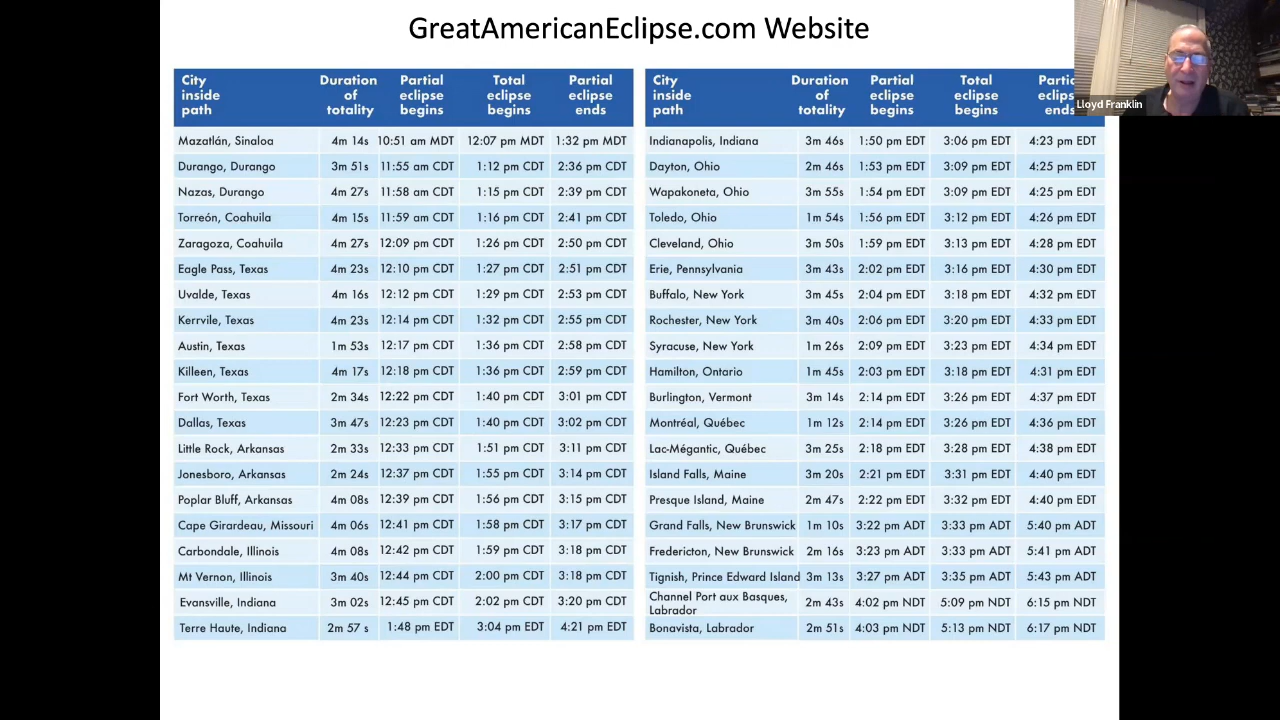 GreatAmericanEclipse.com Website
Lloyd Franklin
City inside path Duration of totality Partial eclipse begins Total eclipse begins Partial eclipse ends
Mazatlán, Sinaloa 4m 14s 10:51 am MDT 12:07 pm MDT 1:32 pm MDT
Durango, Durango 3m 51s 11:55 am CDT 1:12 pm CDT 2:36 pm CDT
Nazas, Durango 4m 27s 11:58 am CDT 1:15 pm CDT 2:39 pm CDT
Torreón, Coahuila 4m 15s 11:59 am CDT 1:16 pm CDT 2:41 pm CDT
Zaragoza, Coahuila 4m 27s 12:09 pm CDT 1:26 pm CDT 2:50 pm CDT
Eagle Pass, Texas 4m 23s 12:10 pm CDT 1:27 pm CDT 2:51 pm CDT
Uvalde, Texas 4m 16s 12:12 pm CDT 1:29 pm CDT 2:53 pm CDT
Kerrvile, Texas 4m 23s 12:14 pm CDT 1:32 pm CDT 2:55 pm CDT
Austin, Texas 1m 53s 12:17 pm CDT 1:36 pm CDT 2:58 pm CDT
Killeen, Texas 4m 17s 12:18 pm CDT 1:36 pm CDT 2:59 pm CDT
Fort Worth, Texas 2m 34s 12:22 pm CDT 1:40 pm CDT 3:01 pm CDT
Dallas, Texas 3m 47s 12:23 pm CDT 1:40 pm CDT 3:02 pm CDT
Little Rock, Arkansas 2m 33s 12:33 pm CDT 1:51 pm CDT 3:11 pm CDT
Jonesboro, Arkansas 2m 24s 12:37 pm CDT 1:55 pm CDT 3:14 pm CDT
Poplar Bluff, Arkansas 4m 08s 12:39 pm CDT 1:56 pm CDT 3:15 pm CDT
Cape Girardeau, Missouri 4m 06s 12:41 pm CDT 1:58 pm CDT 3:17 pm CDT
Carbondale, Illinois 4m 08s 12:42 pm CDT 1:59 pm CDT 3:18 pm CDT
Mt Vernon, Illinois 3m 40s 12:44 pm CDT 2:00 pm CDT 3:18 pm CDT
Evansville, Indiana 3m 02s 12:45 pm CDT 2:02 pm CDT 3:20 pm CDT
Terre Haute, Indiana 2m 57 s 1:48 pm EDT 3:04 pm EDT 4:21 pm EDT
City inside path Duration of totality Partial eclipse begins Total eclipse begins ends
Indianapolis, Indiana 3m 46s 1:50 pm EDT 3:06 pm EDT 4:23 pm EDT
Dayton, Ohio 2m 46s 1:53 pm EDT 3:09 pm EDT 4:25 pm EDT
Wapakoneta, Ohio 3m 55s 1:54 pm EDT 3:09 pm EDT 4:25 pm EDT
Toledo, Ohio 1m 54s 1:56 pm EDT 3:12 pm EDT 4:26 pm EDT
Cleveland, Ohio 3m 50s 1:59 pm EDT 3:13 pm EDT 4:28 pm EDT
Erie, Pennsylvania 3m 43s 2:02 pm EDT 3:16 pm EDT 4:30 pm EDT
Buffalo, New York 3m 45s 2:04 pm EDT 3:18 pm EDT 4:32 pm EDT
Rochester, New York 3m 40s 2:06 pm EDT 3:20 pm EDT 4:33 pm EDT
Syracuse, New York 1m 26s 2:09 pm EDT 3:23 pm EDT 4:34 pm EDT
Hamilton, Ontario 1m 45s 2:03 pm EDT 3:18 pm EDT 4:31 pm EDT
Burlington, Vermont 3m 14s 2:14 pm EDT 3:26 pm EDT 4:37 pm EDT
Montréal, Québec 1m 12s 2:14 pm EDT 3:26 pm EDT 4:36 pm EDT
Lac-Mégantic, Québec 3m 25s 2:18 pm EDT 3:28 pm EDT 4:38 pm EDT
Island Falls, Maine 3m 20s 2:21 pm EDT 3:31 pm EDT 4:40 pm EDT
Presque Island, Maine 2m 47s 2:22 pm EDT 3:32 pm EDT 4:40 pm EDT
Grand Falls, New Brunswick 1m 10s 3:22 pm ADT 3:33 pm ADT 5:40 pm ADT
Fredericton, New Brunswick 2m 16s 3:23 pm ADT 3:33 pm ADT 5:41 pm ADT
Tignish, Prince Edward Island 3m 13s 3:27 pm ADT 3:35 pm ADT 5:43 pm ADT
Channel Port aux Basques, Labrador 2m 43s 4:02 pm NDT 5:09 pm NDT 6:15 pm NDT
Bonavista, Labrador 2m 51s 4:03 pm NDT 5:13 pm NDT 6:17 pm NDT